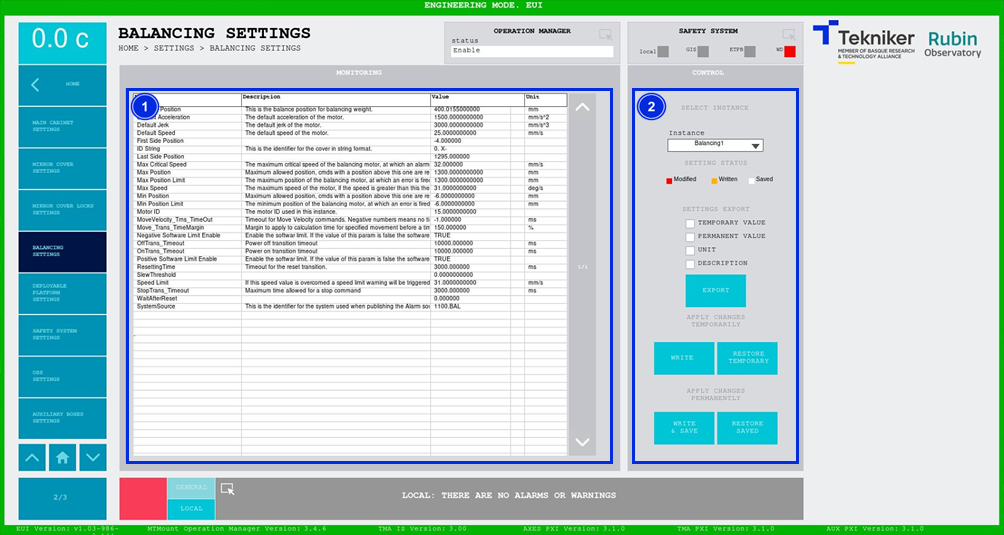 ENGINEERING MODE. EUI
0.0 c
BALANCING SETTINGS
HOME > SETTINGS > BALANCING SETTINGS
OPERATION MANAGER
status
Enable
SAFETY SYSTEM
local
GIS
ETPB
WD
Tekniker
MEMBER OF BASQUE RESEARCH
& TECHNOLOGY ALLIANCE
Rubin
Observatory
HOME
MAIN CABINET
SETTINGS
MIRROR COVER
SETTINGS
MIRROR COVER LOCKS
SETTINGS
BALANCING
SETTINGS
DEPLOYABLE
PLATFORM
SETTINGS
SAFETY SYSTEM
SETTINGS
OSS
SETTINGS
AUXILIARY BOXES
SETTINGS
2/3
MONITORING
1
Description Value Unit
Position This is the balance position for balancing weight. 400.0155000000 mm
Acceleration The default acceleration of the motor. 1500.0000000000 mm/s^2
Default Jerk The default jerk of the motor. 3000.0000000000 mm/s^3
Default Speed The default speed of the motor. 25.0000000000 mm/s
First Side Position -4.000000
ID String This is the identifier for the cover in string format. 0. X-
Last Side Position 1295.000000
Max Critical Speed The maximum critical speed of the balancing motor, at which an alarm 32.000000 mm/s
Max Position Maximum allowed position, cmds with a position above this one are re 1300.0000000000 mm
Max Position Limit The maximum position of the balancing motor, at which an error is fired 1300.0000000000 mm
Max Speed The maximum speed of the motor, if the speed is greater than this the 31.0000000000 deg/s
Min Position Maximum allowed position, cmds with a position above this one are re -6.0000000000 mm
Min Position Limit The minimum position of the balancing motor, at which an error is fired -6.0000000000 mm
Motor ID The motor ID used in this instance. 15.0000000000
MoveVelocity_Trns_TimeOut Timeout for Move Velocity commands. Negative numbers means no ti -1.000000 ms
Move_Trans_TimeMargin Margin to apply to calculation time for specified movement before a tim 150.000000 %
Negative Software Limit Enable Enable the softwar limit. If the value of this param is false the software TRUE
OffTrans_Timeout Power off transition timeout 10000.0000000 ms
OnTrans_Timeout Power on transition timeout 10000.0000000 ms
Positive Software Limit Enable Enable the softwar limit. If the value of this param is false the software TRUE
ResettingTime Timeout for the reset transition. 3000.0000000 ms
SlewThreshold 0.0000000000
Speed Limit If this speed value is overcomed a speed limit warning will be triggered 31.0000000000 mm/s
StopTrans_Timeout Maximum time allowed for a stop command 3000.0000000 ms
WaitAfterReset 0.000000
SystemSource This is the identifier for the system used when publishing the Alarm so 1100.BAL
1/1
CONTROL
2
SELECT INSTANCE
Instance
Balancing1
SETTING STATUS
Modified Written Saved
SETTINGS EXPORT
TEMPORARY VALUE
PERMANENT VALUE
UNIT
DESCRIPTION
EXPORT
APPLY CHANGES
TEMPORARILY
WRITE
RESTORE
TEMPORARY
APPLY CHANGES
PERMANENTLY
WRITE
& SAVE
RESTORE
SAVED
GENERAL
LOCAL
LOCAL: THERE ARE NO ALARMS OR WARNINGS
EUI Version: v1.03-986-
MTMount Operation Manager Version: 3.4.6
TMA IS Version: 3.00
AXES PXI Version: 3.1.0
TMA PXI Version: 3.1.0
AUX PXI Version: 3.1.0